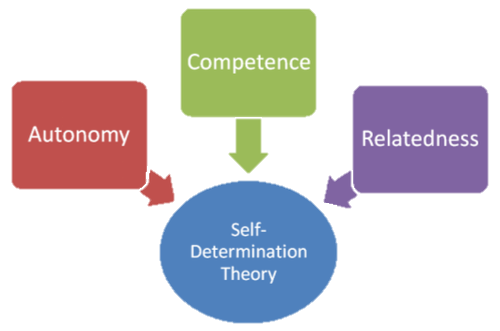 Competence
Autonomy
Relatedness
Self-
Determination
Theory